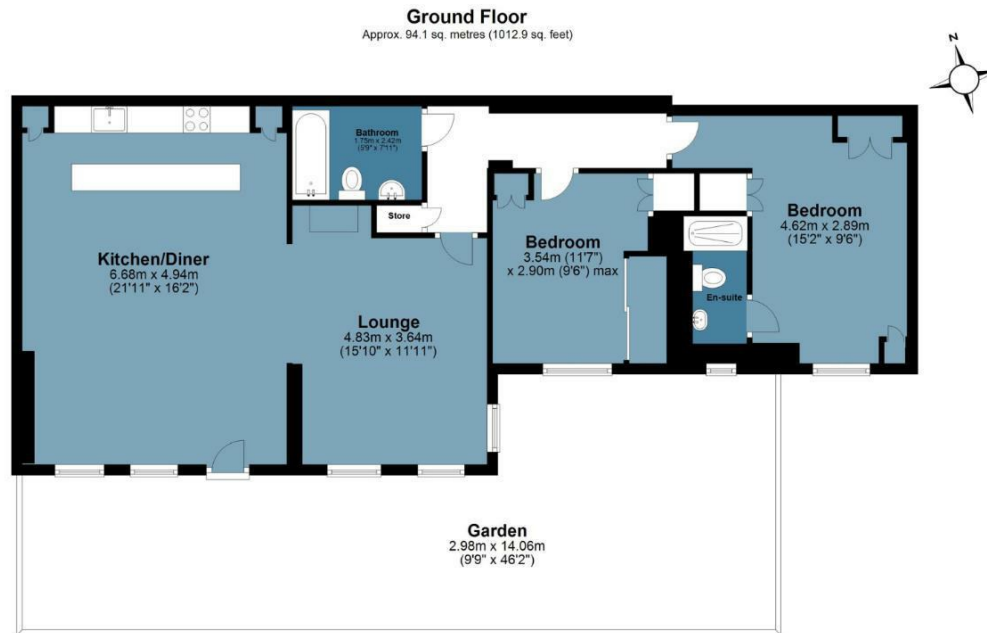 Ground Floor
Approx. 94.1 sq. metres (1012.9 sq. feet)
N
Bathroom
1.75m x 2.42m
(5'9" x 7'11")
Store
Kitchen/Diner
6.68m x 4.94m
(21'11" x 16'2")
Lounge
4.83m x 3.64m
(15'10" x 11'11")
Bedroom
3.54m (11'7")
x 2.90m (9'6") max
En-suite
Bedroom
4.62m x 2.89m
(15'2" x 9'6")
Garden
2.98m x 14.06m
(9'9" x 46'2")